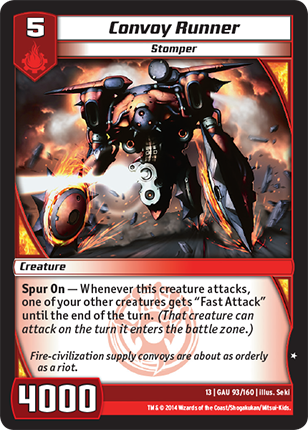 5
Convoy Runner
Stomper
Creature
Spur On — Whenever this creature attacks,
one of your other creatures gets “Fast Attack”
until the end of the turn. (That creature can
attack on the turn it enters the battle zone.)
Fire-civilization supply convoys are about as orderly
as a riot.
4000
13 | GAU 93/160 | illus. Seki
TM & © 2014 Wizards of the Coast/Shogakukan/Mitsui-Kids.